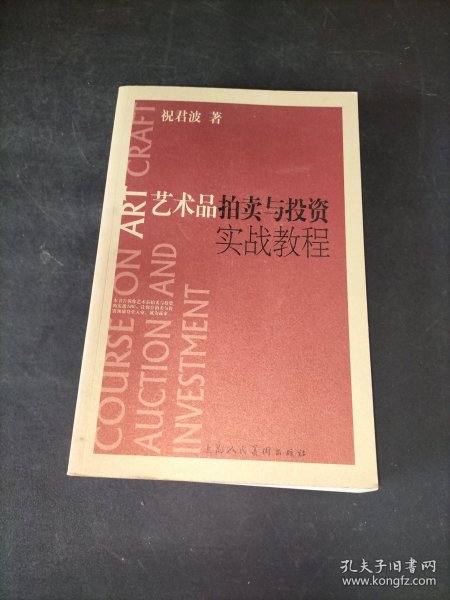 祝君波 著
艺术品拍卖与投资
实战教程
COURSE ON ART CRAFT
AUCTION AND
INVESTMENT
上海人民美术出版社
孔夫子旧书网
www.kongfz.com